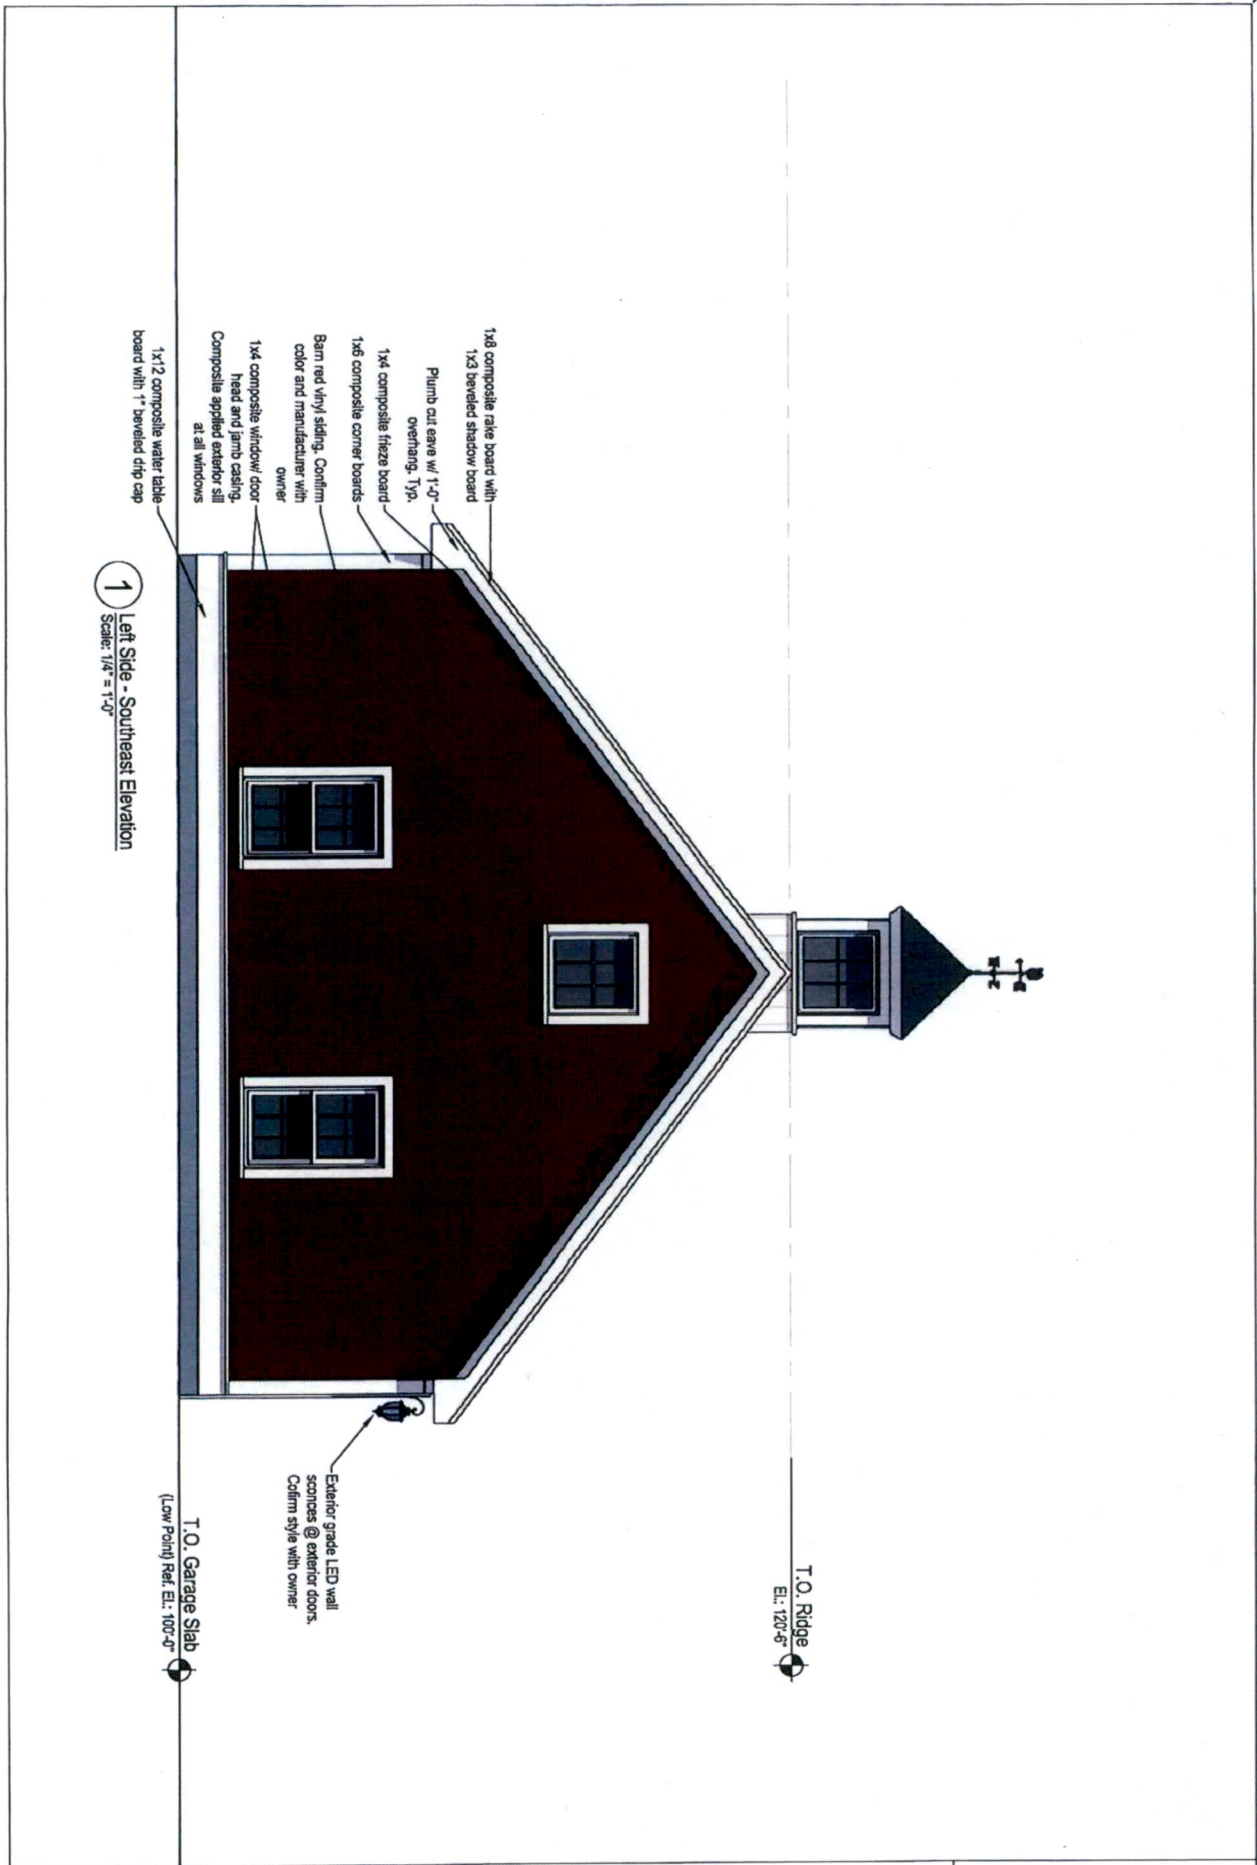 1x8 composite rake board with
1x3 beveled shadow board
Plumb cut eave w/ 1'-0"
overhang. Typ.
1x4 composite frieze board
1x6 composite corner boards
Barn red vinyl siding. Confirm
color and manufacturer with
owner
1x4 composite window/ door
head and jamb casing.
Composite applied exterior sill
at all windows
1x12 composite water table
board with 1" beveled drip cap
T.O. Ridge
El.: 120'-6"
Exterior grade LED wall
sconces @ exterior doors.
Cofirm style with owner
T.O. Garage Slab
(Low Point) Ref. El.: 100'-0"
1
Left Side - Southeast Elevation
Scale: 1/4" = 1'-0"